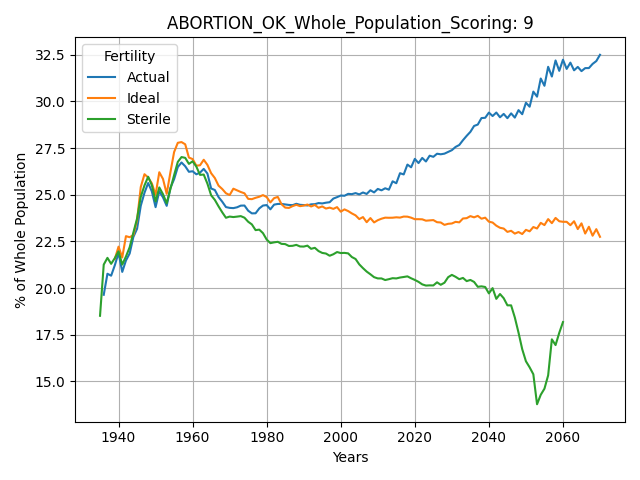 ABORTION_OK_Whole_Population_Scoring: 9
Fertility
Actual
Ideal
Sterile
% of Whole Population
32.5
30.0
27.5
25.0
22.5
20.0
17.5
15.0
1940 1960 1980 2000 2020 2040 2060
Years